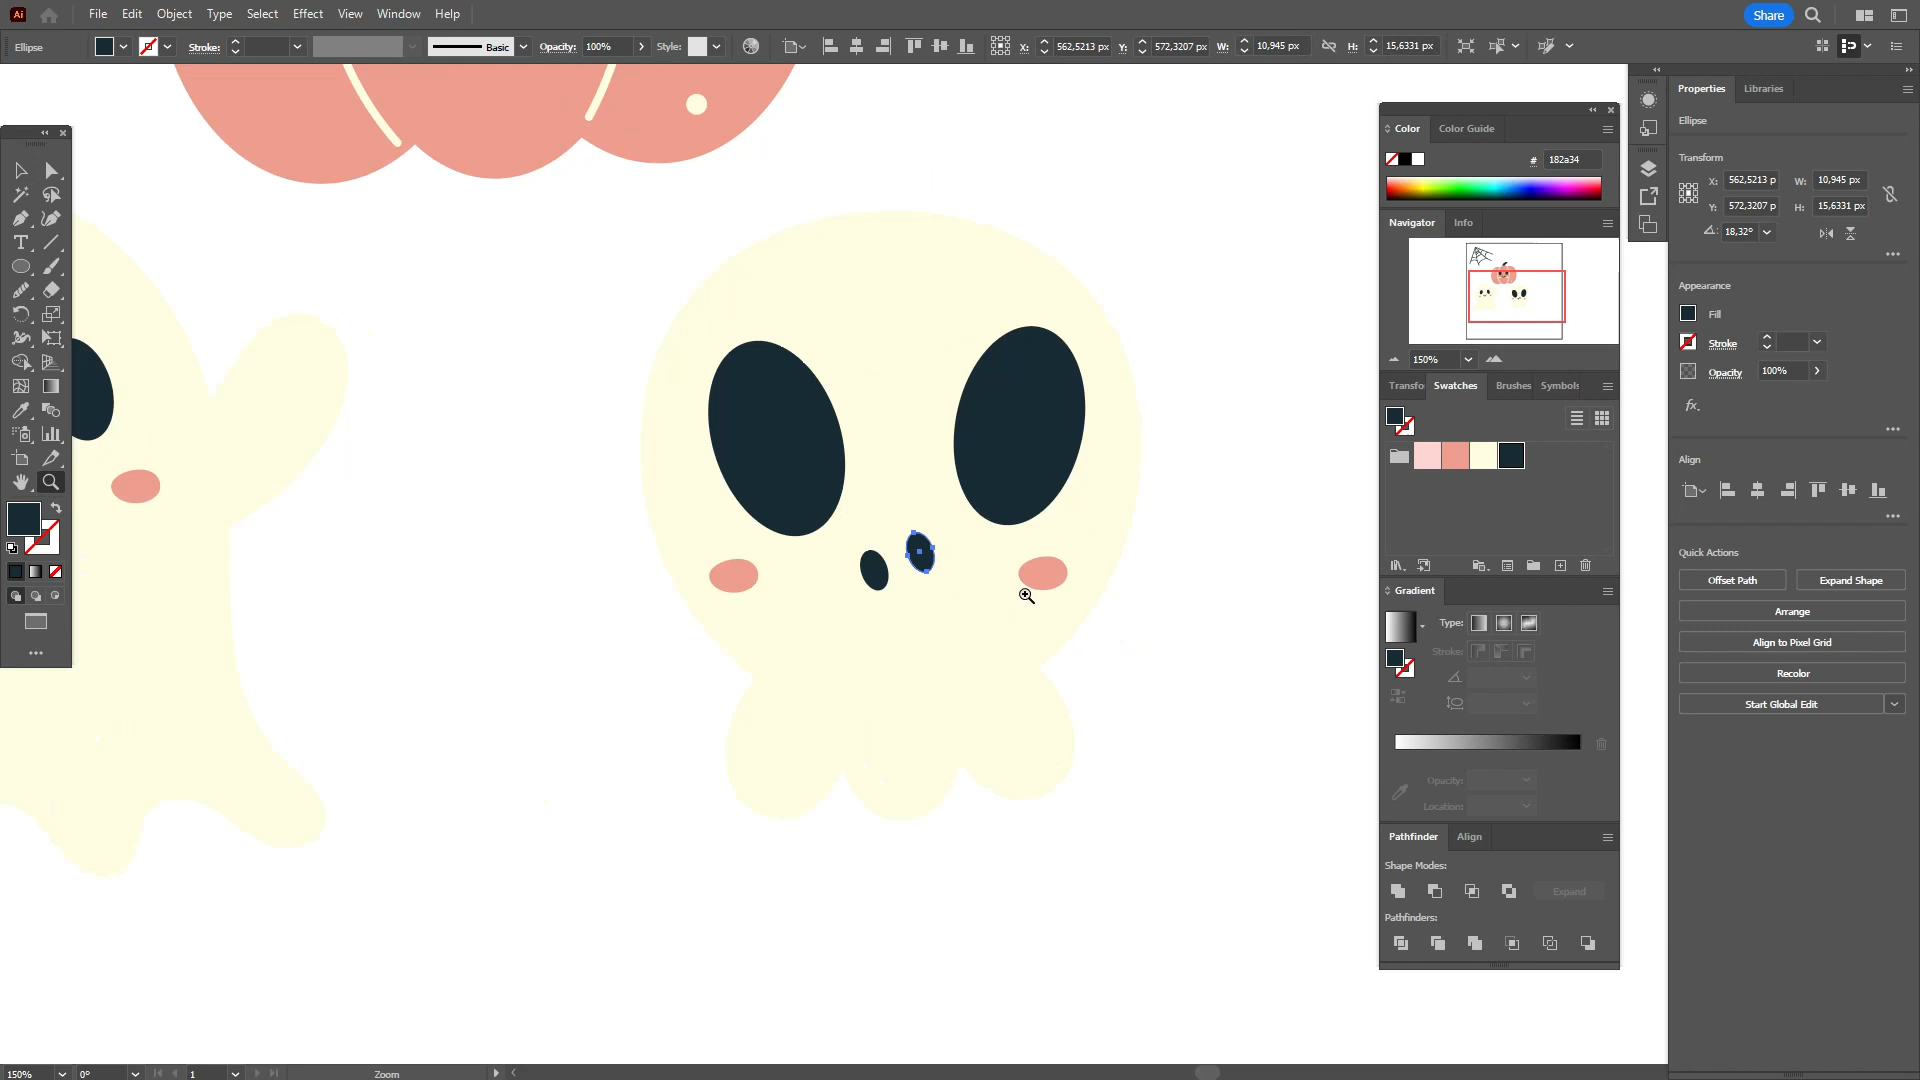 Ai File Edit Object Type Select Effect View Window Help Share
Ellipse Stroke: Basic Opacity: 100% Style: X: 562,5213 px Y: 572,3207 px W: 10,945 px H: 15,6331 px
Properties Libraries
Ellipse
Transform
X: 562,5213 p W: 10,945 px
Y: 572,3207 p H: 15,6331 px
18,32°
Appearance
Fill
Stroke
Opacity 100%
fx.
Align
Quick Actions
Offset Path Expand Shape
Arrange
Align to Pixel Grid
Recolor
Start Global Edit
Color Color Guide
# 182a34
Navigator Info
150%
Transfo Swatches Brushes Symbols
Gradient
Type:
Stroke:
Opacity:
Location:
Pathfinder Align
Shape Modes:
Expand
Pathfinders:
150% 0° 1 Zoom